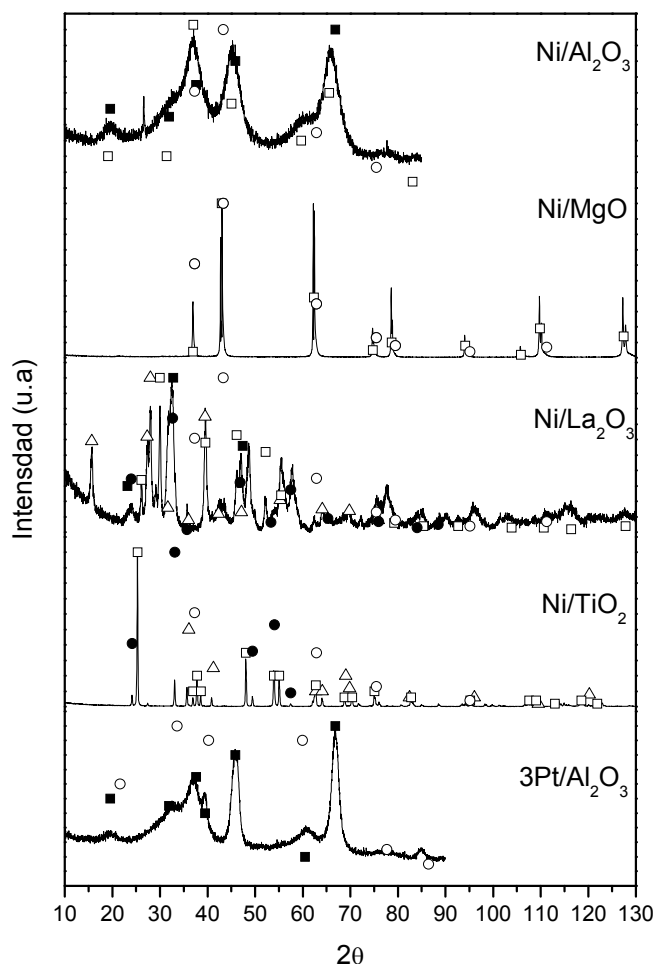 Ni/Al₂O₃
Ni/MgO
Ni/La₂O₃
Ni/TiO₂
3Pt/Al₂O₃
Intensdad (u.a)
10 20 30 40 50 60 70 80 90 100 110 120 130
2θ